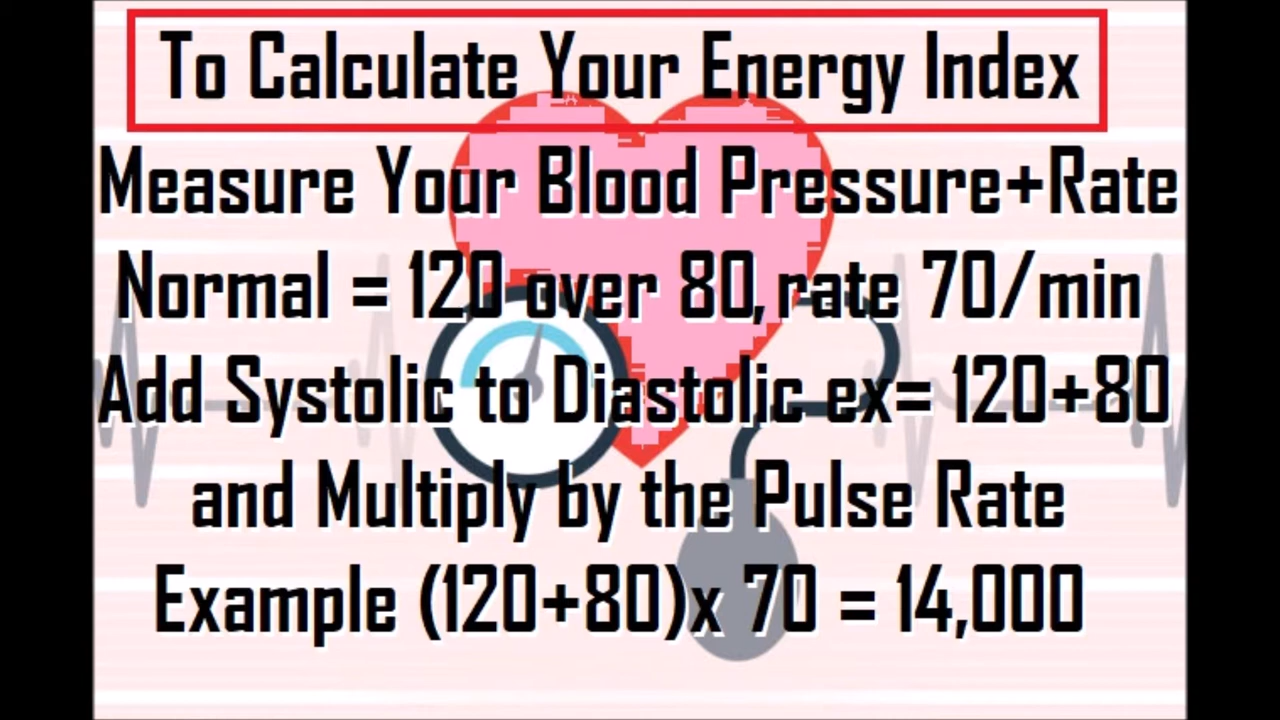 To Calculate Your Energy Index
Measure Your Blood Pressure+Rate
Normal = 120 over 80, rate 70/min
Add Systolic to Diastolic ex= 120+80
and Multiply by the Pulse Rate
Example (120+80)x 70 = 14,000